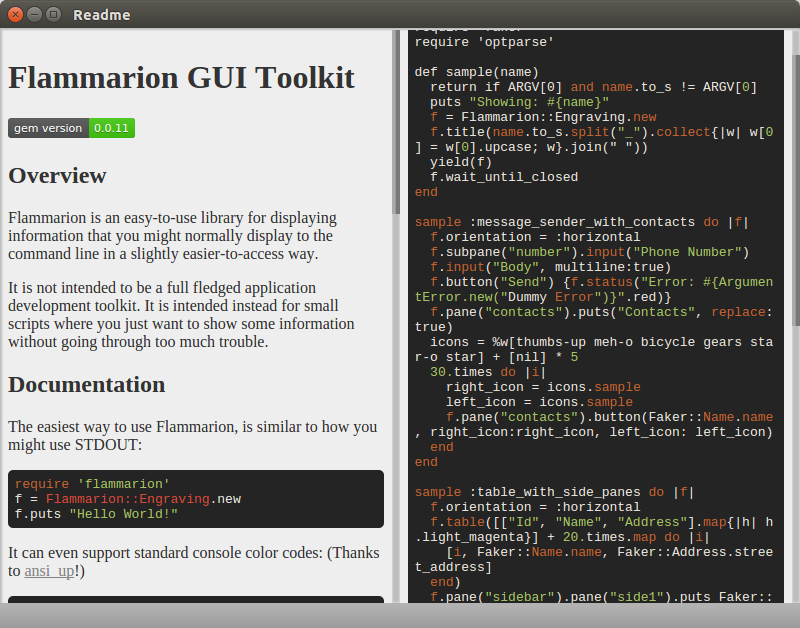 Readme
Flammarion GUI Toolkit
gem version 0.0.11
Overview
Flammarion is an easy-to-use library for displaying
information that you might normally display to the
command line in a slightly easier-to-access way.
It is not intended to be a full fledged application
development toolkit. It is intended instead for small
scripts where you just want to show some information
without going through too much trouble.
Documentation
The easiest way to use Flammarion, is similar to how you
might use STDOUT:
require 'flammarion'
f = Flammarion::Engraving.new
f.puts "Hello World!"
It can even support standard console color codes: (Thanks
to ansi_up!)
require 'optparse'
def sample(name)
  return if ARGV[0] and name.to_s != ARGV[0]
  puts "Showing: #{name}"
  f = Flammarion::Engraving.new
  f.title(name.to_s.split("_").collect{|w| w[0
] = w[0].upcase; w}.join(" "))
  yield(f)
  f.wait_until_closed
end
sample :message_sender_with_contacts do |f|
  f.orientation = :horizontal
  f.subpane("number").input("Phone Number")
  f.input("Body", multiline:true)
  f.button("Send") {f.status("Error: #{Argumen
tError.new("Dummy Error")}".red)}
  f.pane("contacts").puts("Contacts", replace:
true)
  icons = %w[thumbs-up meh-o bicycle gears sta
r-o star] + [nil] * 5
  30.times do |i|
    right_icon = icons.sample
    left_icon = icons.sample
    f.pane("contacts").button(Faker::Name.name
, right_icon:right_icon, left_icon: left_icon)
  end
end
sample :table_with_side_panes do |f|
  f.orientation = :horizontal
  f.table([["Id", "Name", "Address"].map{|h| h
.light_magenta}] + 20.times.map do |i|
    [i, Faker::Name.name, Faker::Address.stree
t_address]
  end)
  f.pane("sidebar").pane("side1").puts Faker::